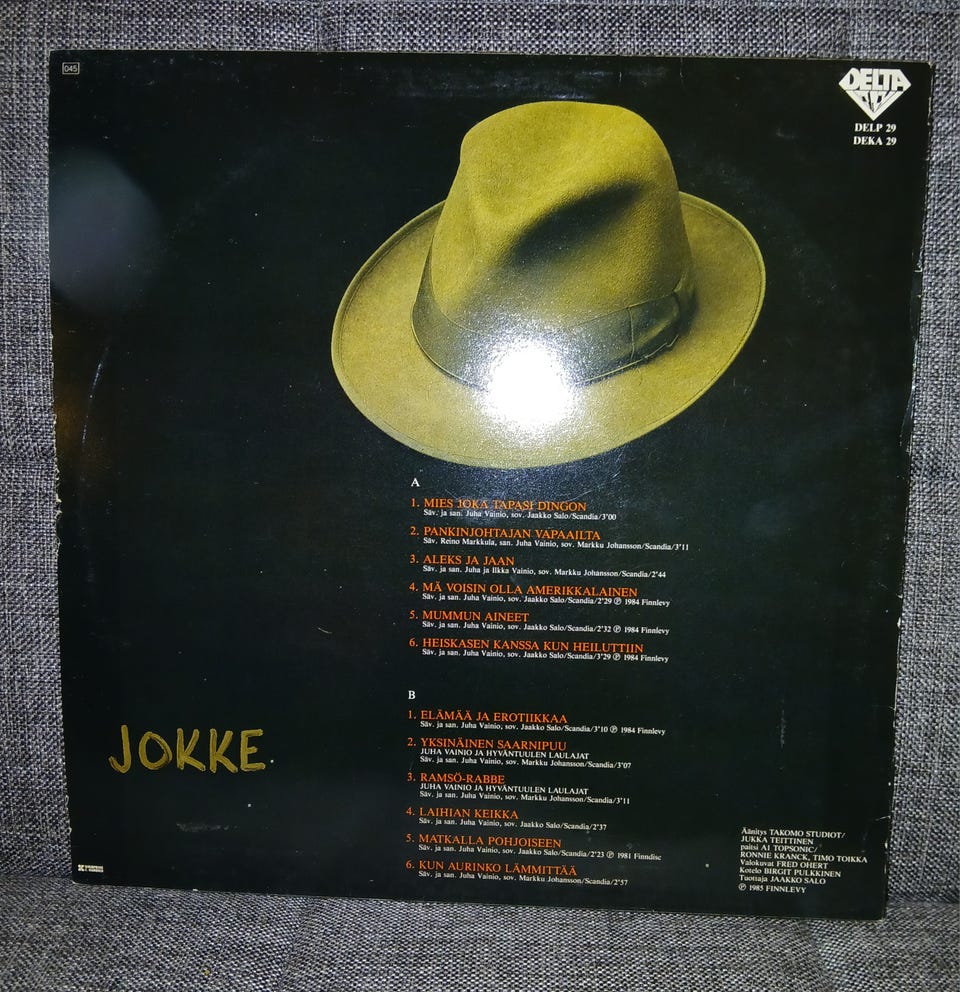 045
DELTA
DELP 29
DEKA 29
A
1. MIES JOKA TAPASI DINGON
Säv. ja san. Juha Vainio, sov. Jaakko Salo/Scandia/3'00
2. PANKINJOHTAJAN VAPAAILTA
Säv. Reino Markkula, san. Juha Vainio, sov. Markku Johansson/Scandia/3'11
3. ALEKS JA JAAN
Säv. ja san. Juha ja Ilkka Vainio, sov. Markku Johansson/Scandia/2'44
4. MÄ VOISIN OLLA AMERIKKALAINEN
Säv. ja san. Juha Vainio, sov. Jaakko Salo/Scandia/2'29 ℗ 1984 Finnlevy
5. MUMMUN AINEET
Säv. ja san. Juha Vainio, sov. Jaakko Salo/Scandia/2'32 ℗ 1984 Finnlevy
6. HEISKASEN KANSSA KUN HEILUTTIIN
Säv. ja san. Juha Vainio, sov. Jaakko Salo/Scandia/3'29 ℗ 1984 Finnlevy
B
1. ELÄMÄÄ JA EROTIIKKAA
Säv. ja san. Juha Vainio, sov. Jaakko Salo/Scandia/3'10 ℗ 1984 Finnlevy
2. YKSINÄINEN SAARNIPUU
JUHA VAINIO JA HYVÄNTUULEN LAULAJAT
Säv. ja san. Juha Vainio, sov. Markku Johansson/Scandia/3'07
3. RAMSÖ-RABBE
JUHA VAINIO JA HYVÄNTUULEN LAULAJAT
Säv. ja san. Juha Vainio, sov. Markku Johansson/Scandia/3'11
4. LAIHIAN KEIKKA
Säv. ja san. Juha Vainio, sov. Jaakko Salo/Scandia/2'37
5. MATKALLA POHJOISEEN
Säv. ja san. Juha Vainio, sov. Jaakko Salo/Scandia/2'23 ℗ 1981 Finndisc
6. KUN AURINKO LÄMMITTÄÄ
Säv. ja san. Juha Vainio, sov. Markku Johansson/Scandia/2'57
JOKKE
Äänitys TAKOMO STUDIOT/
JUKKA TEITTINEN
paitsi A1 TOPSONIC/
RONNIE KRANCK, TIMO TOIKKA
Valokuvat FRED OHERT
Kotelo BIRGIT PULKKINEN
Tuottaja JAAKKO SALO
℗ 1985 FINNLEVY